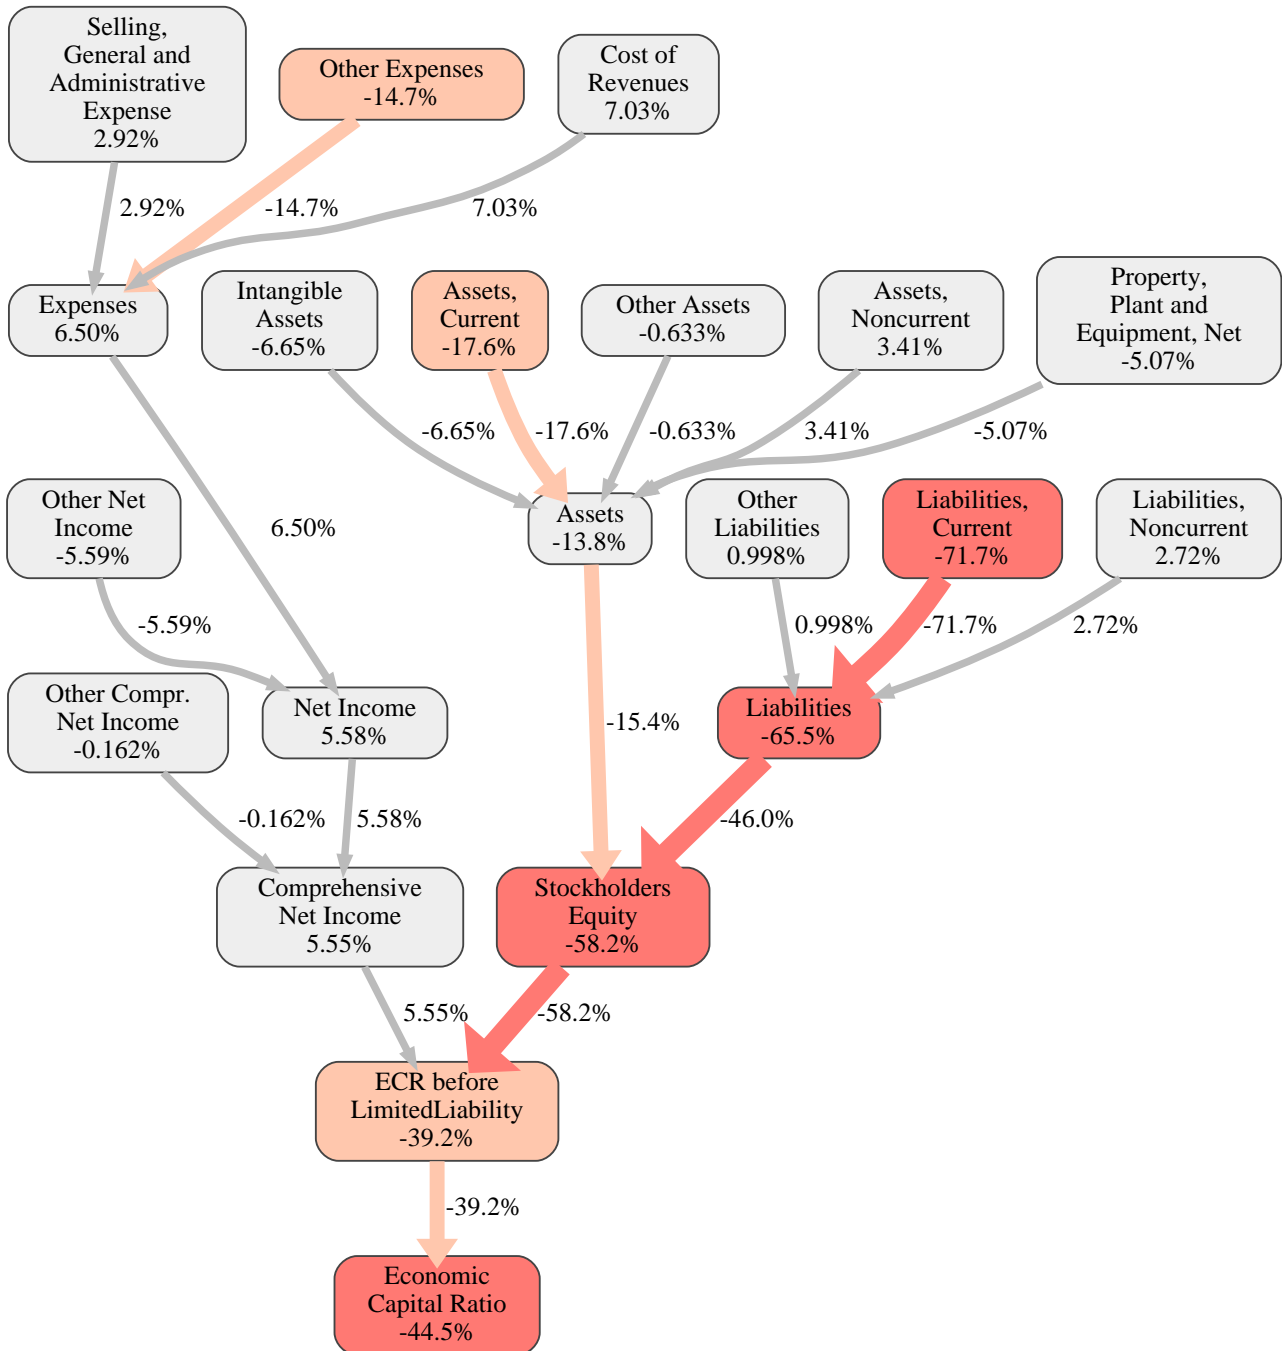 Selling,
General and
Administrative
Expense
2.92%
Other Expenses
-14.7%
Cost of
Revenues
7.03%
2.92%
-14.7%
7.03%
Expenses
6.50%
Intangible
Assets
-6.65%
Assets,
Current
-17.6%
Other Assets
-0.633%
Assets,
Noncurrent
3.41%
Property,
Plant and
Equipment, Net
-5.07%
-6.65%
-17.6%
-0.633%
3.41%
-5.07%
Other Net
Income
-5.59%
6.50%
Assets
-13.8%
Other
Liabilities
0.998%
Liabilities,
Current
-71.7%
Liabilities,
Noncurrent
2.72%
-5.59%
0.998%
-71.7%
2.72%
Other Compr.
Net Income
-0.162%
Net Income
5.58%
-15.4%
Liabilities
-65.5%
-0.162%
5.58%
-46.0%
Comprehensive
Net Income
5.55%
Stockholders
Equity
-58.2%
5.55%
-58.2%
ECR before
LimitedLiability
-39.2%
-39.2%
Economic
Capital Ratio
-44.5%